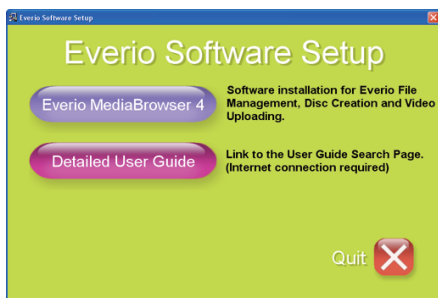 Everio Software Setup
Everio Software Setup
Everio MediaBrowser 4
Software installation for Everio File
Management, Disc Creation and Video
Uploading.
Detailed User Guide
Link to the User Guide Search Page.
(Internet connection required)
Quit